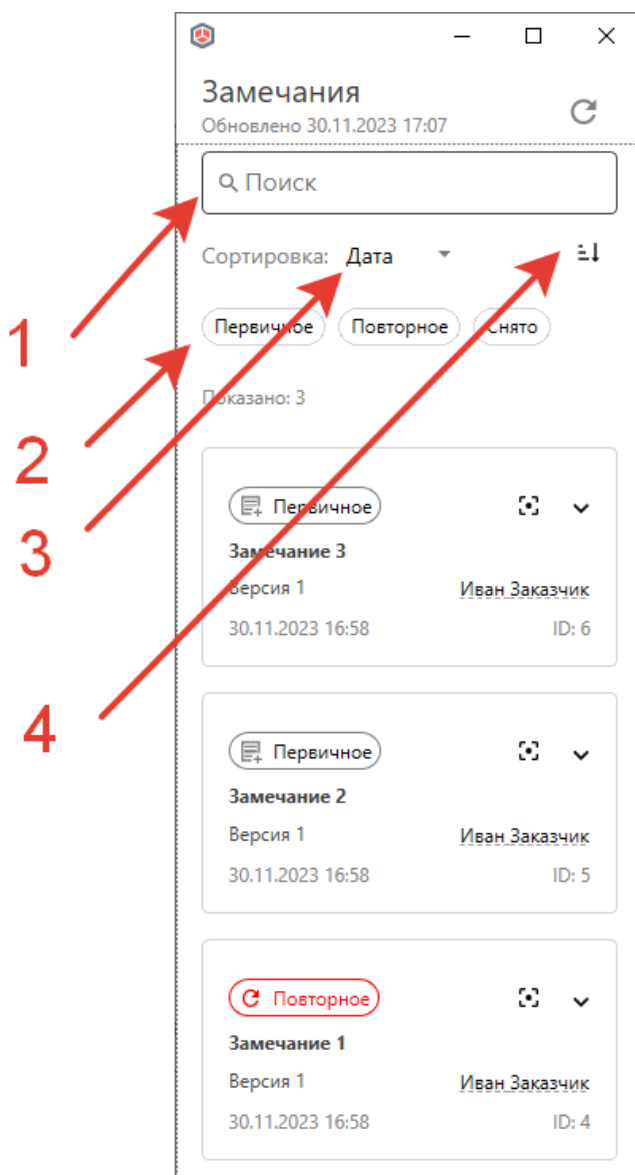 Замечания
Обновлено 30.11.2023 17:07
Поиск
Сортировка: Дата
1
Первичное Повторное Снято
Показано: 3
2
Первичное
3
Замечание 3
Версия 1 Иван Заказчик
30.11.2023 16:58 ID: 6
4
Первичное
Замечание 2
Версия 1 Иван Заказчик
30.11.2023 16:58 ID: 5
Повторное
Замечание 1
Версия 1 Иван Заказчик
30.11.2023 16:58 ID: 4